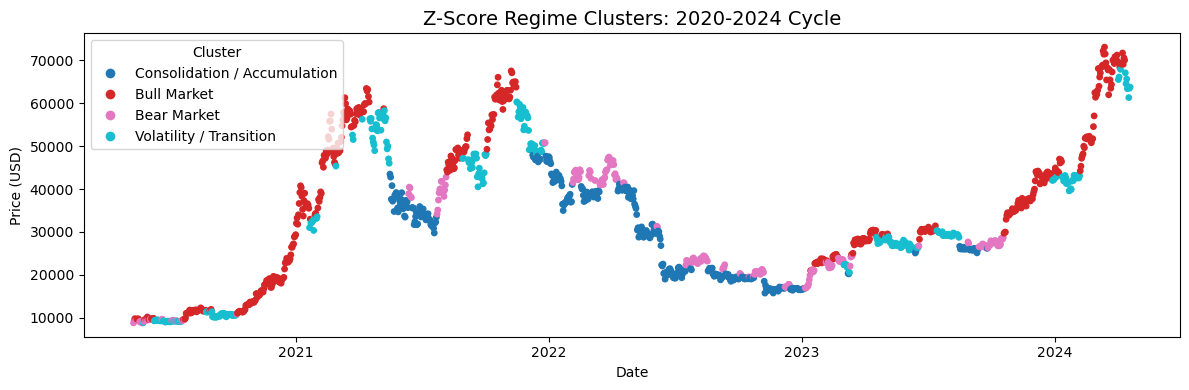 Z-Score Regime Clusters: 2020-2024 Cycle
Cluster
Consolidation / Accumulation
Bull Market
Bear Market
Volatility / Transition
Price (USD)
70000
60000
50000
40000
30000
20000
10000
2021
2022
2023
2024
Date